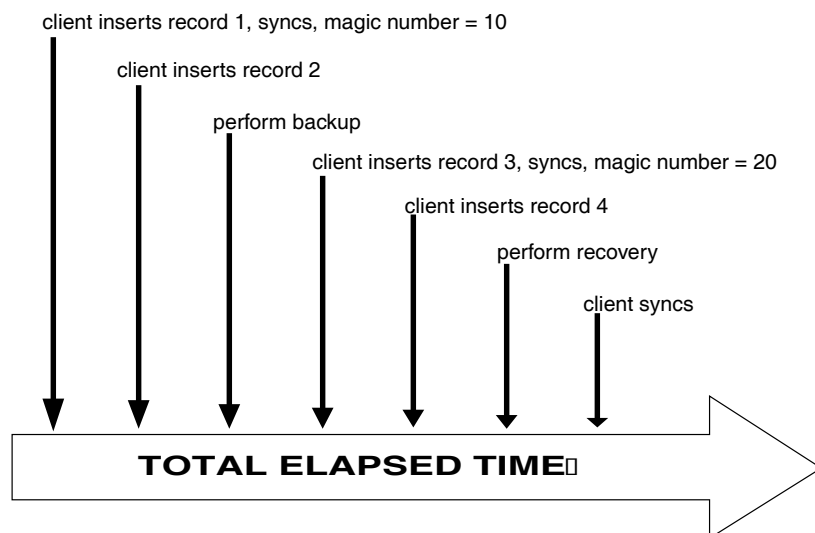 client inserts record 1, syncs, magic number = 10
client inserts record 2
perform backup
client inserts record 3, syncs, magic number = 20
client inserts record 4
perform recovery
client syncs
TOTAL ELAPSED TIME▯